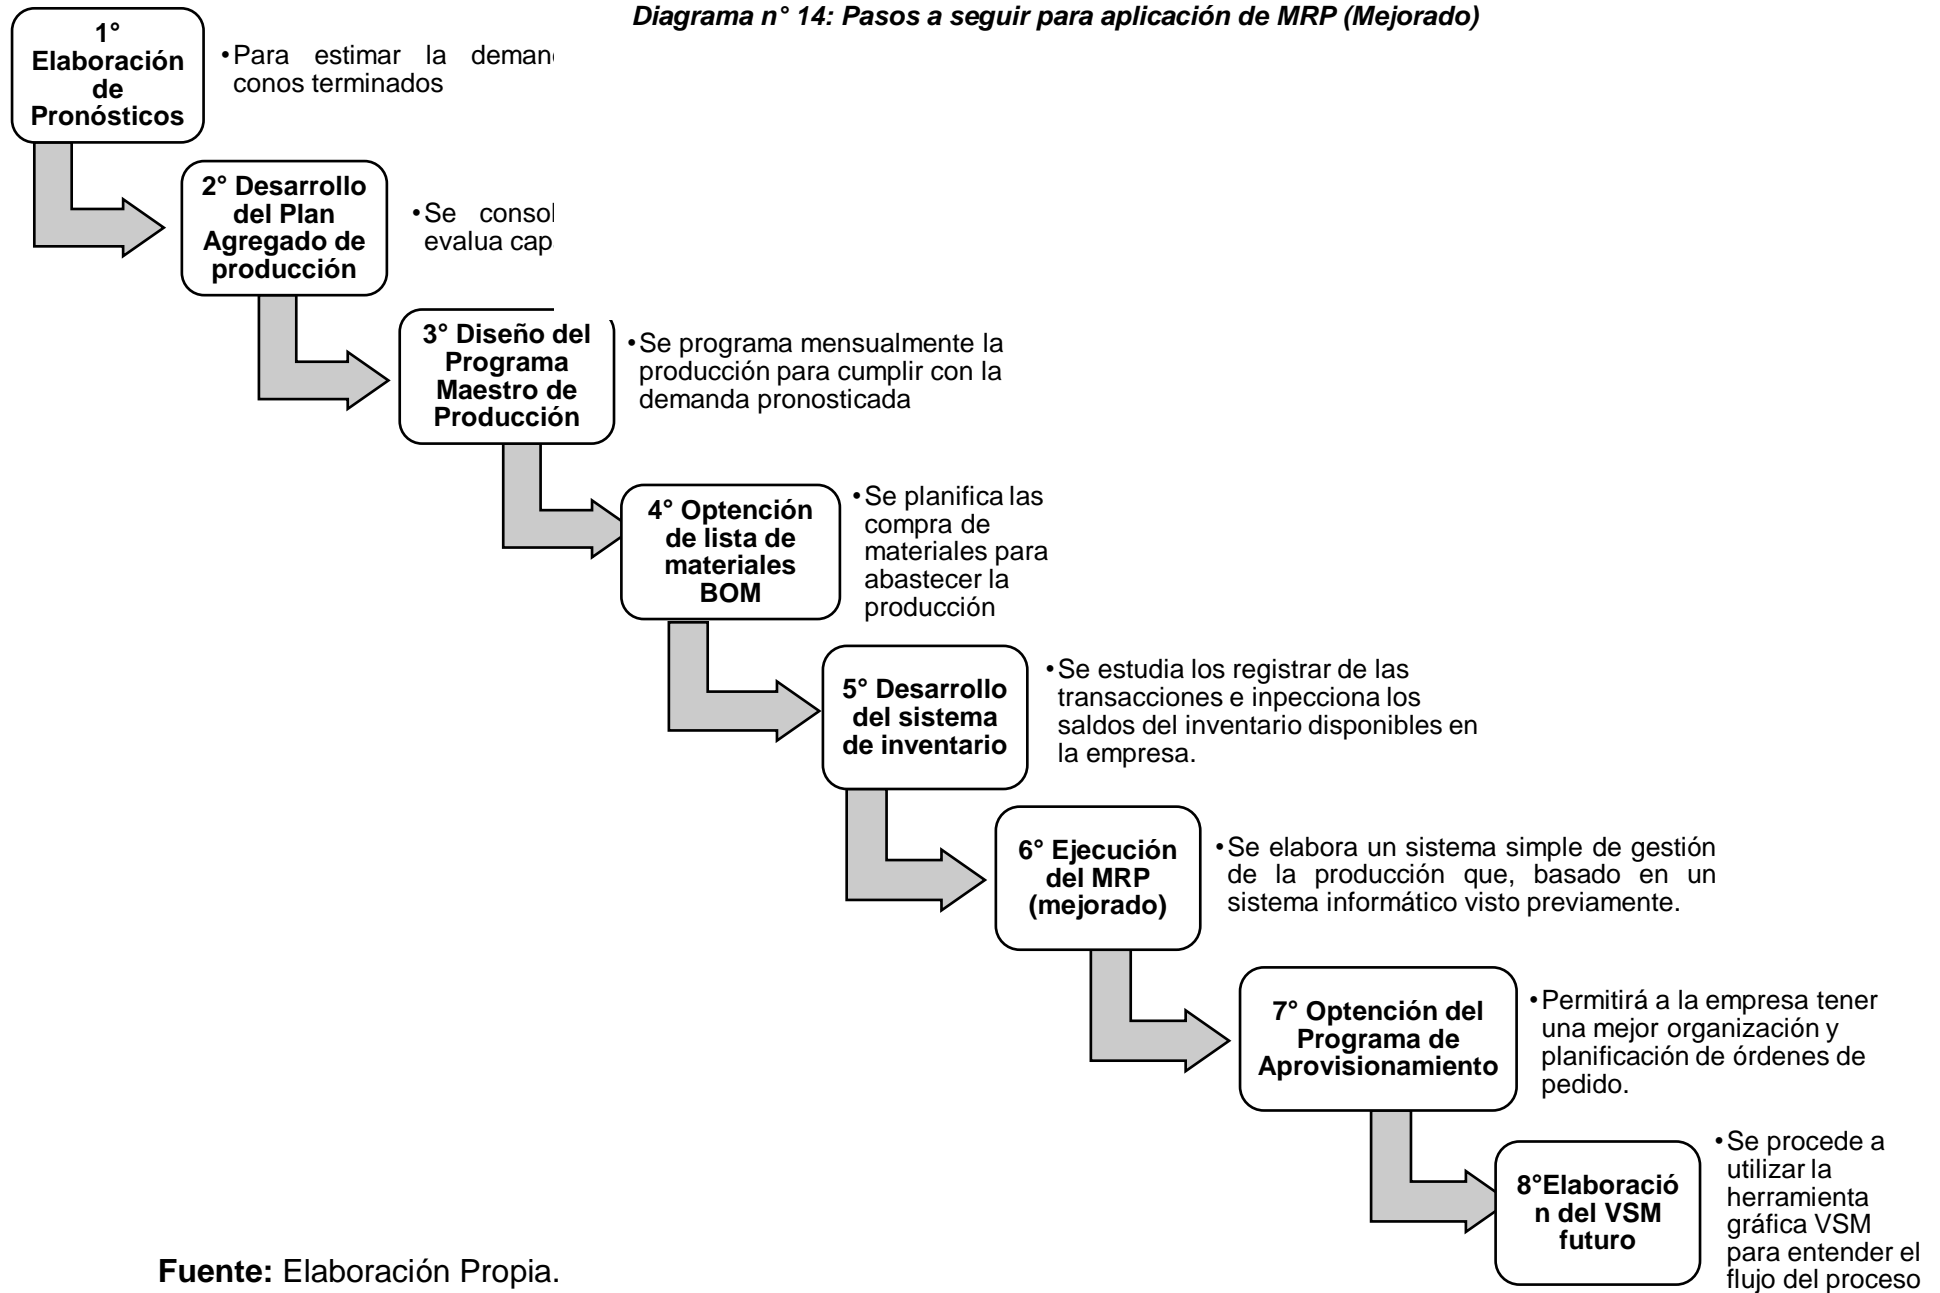 Diagrama n° 14: Pasos a seguir para aplicación de MRP (Mejorado)
1°
Elaboración
de
Pronósticos
•Para estimar la
conos terminados
2° Desarrollo
del Plan
Agregado de
producción
•Se
evalua
3° Diseño del
Programa
Maestro de
Producción
•Se programa mensualmente la
producción para cumplir con la
demanda pronosticada
4° Optención
de lista de
materiales
BOM
•Se planifica las
compra de
materiales para
abastecer la
producción
5° Desarrollo
del sistema
de inventario
•Se estudia los registrar de las
transacciones e inpecciona los
saldos del inventario disponibles en
la empresa.
6° Ejecución
del MRP
(mejorado)
•Se elabora un sistema simple de gestión
de la producción que, basado en un
sistema informático visto previamente.
7° Optención del
Programa de
Aprovisionamiento
•Permitirá a la empresa tener
una mejor organización y
planificación de órdenes de
pedido.
8°Elaboració
n del VSM
futuro
•Se procede a
utilizar la
herramienta
gráfica VSM
para entender el
flujo del proceso
Fuente: Elaboración Propia.